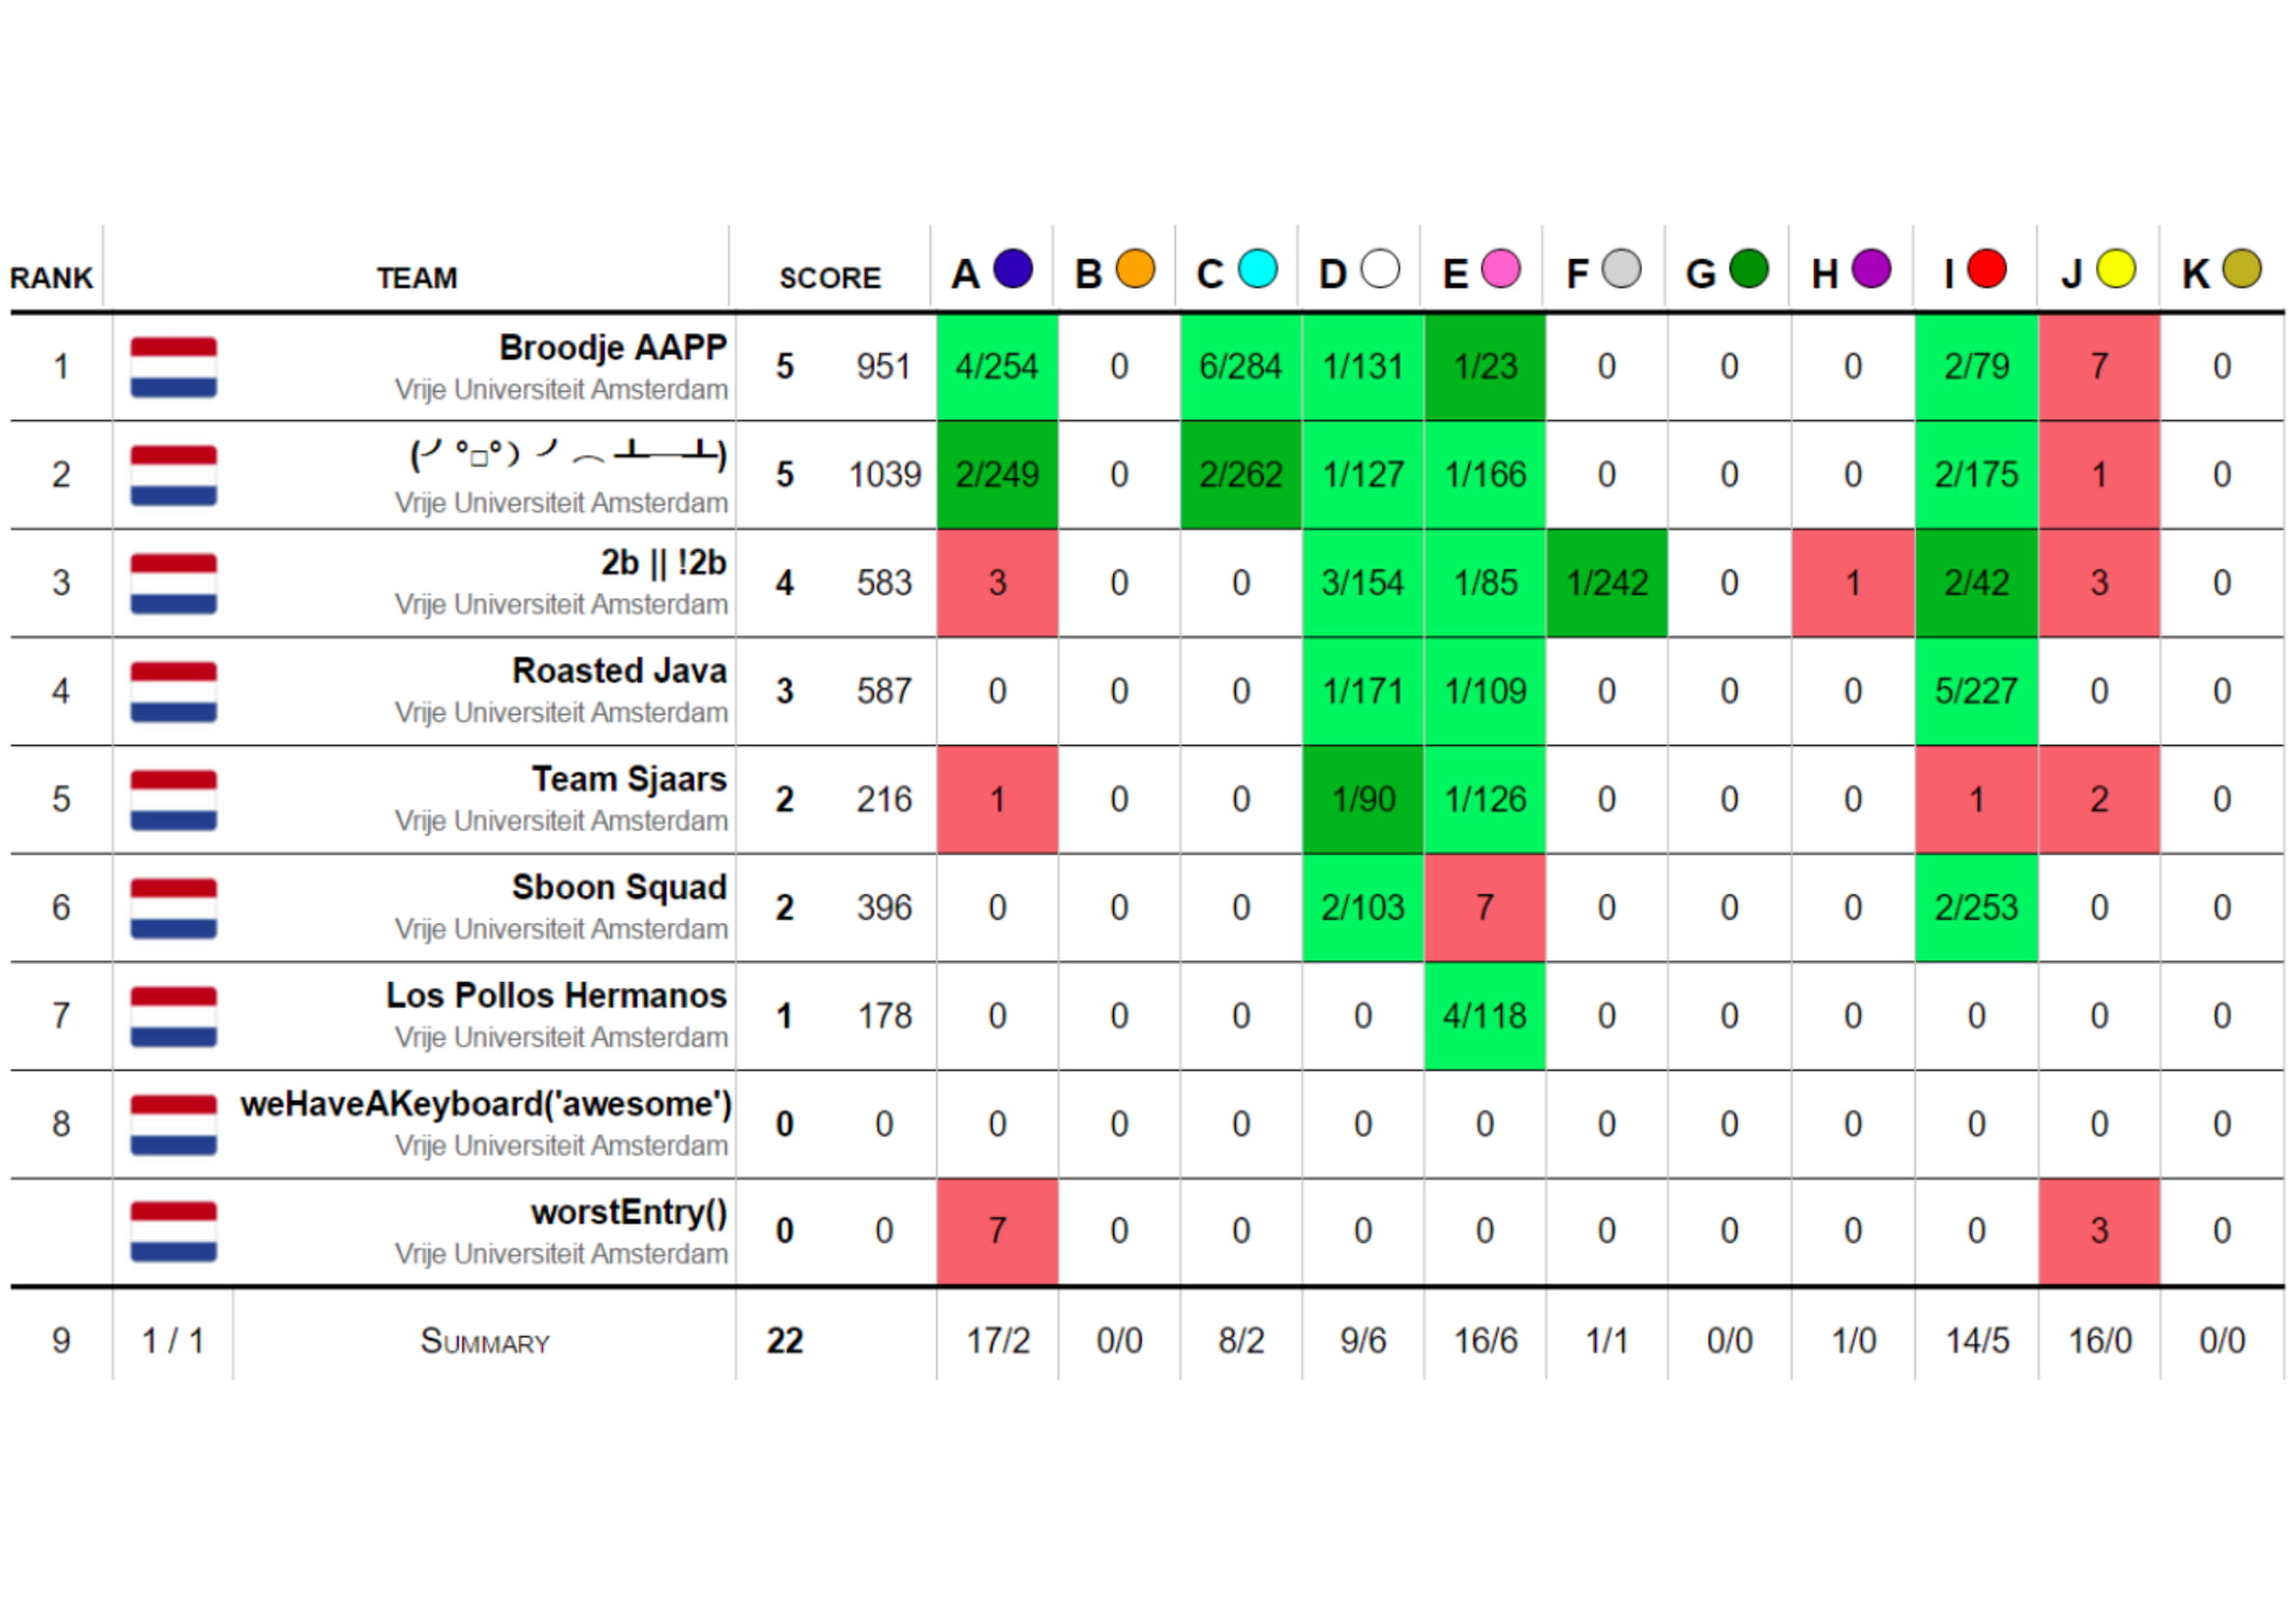 RANK TEAM SCORE A B C D E F G H I J K
Broodje AAPP
1 5 951 4/254 0 6/284 1/131 1/23 0 0 0 2/79 7 0
Vrije Universiteit Amsterdam
(╯°□°）╯︵ ┻━┻)
2 5 1039 2/249 0 2/262 1/127 1/166 0 0 0 2/175 1 0
Vrije Universiteit Amsterdam
2b || !2b
3 4 583 3 0 0 3/154 1/85 1/242 0 1 2/42 3 0
Vrije Universiteit Amsterdam
Roasted Java
4 3 587 0 0 0 1/171 1/109 0 0 0 5/227 0 0
Vrije Universiteit Amsterdam
Team Sjaars
5 2 216 1 0 0 1/90 1/126 0 0 0 1 2 0
Vrije Universiteit Amsterdam
Sboon Squad
6 2 396 0 0 0 2/103 7 0 0 0 2/253 0 0
Vrije Universiteit Amsterdam
Los Pollos Hermanos
7 1 178 0 0 0 0 4/118 0 0 0 0 0 0
Vrije Universiteit Amsterdam
weHaveAKeyboard('awesome')
8 0 0 0 0 0 0 0 0 0 0 0 0 0
Vrije Universiteit Amsterdam
worstEntry()
0 0 7 0 0 0 0 0 0 0 0 3 0
Vrije Universiteit Amsterdam
9 1 / 1 SUMMARY 22 17/2 0/0 8/2 9/6 16/6 1/1 0/0 1/0 14/5 16/0 0/0